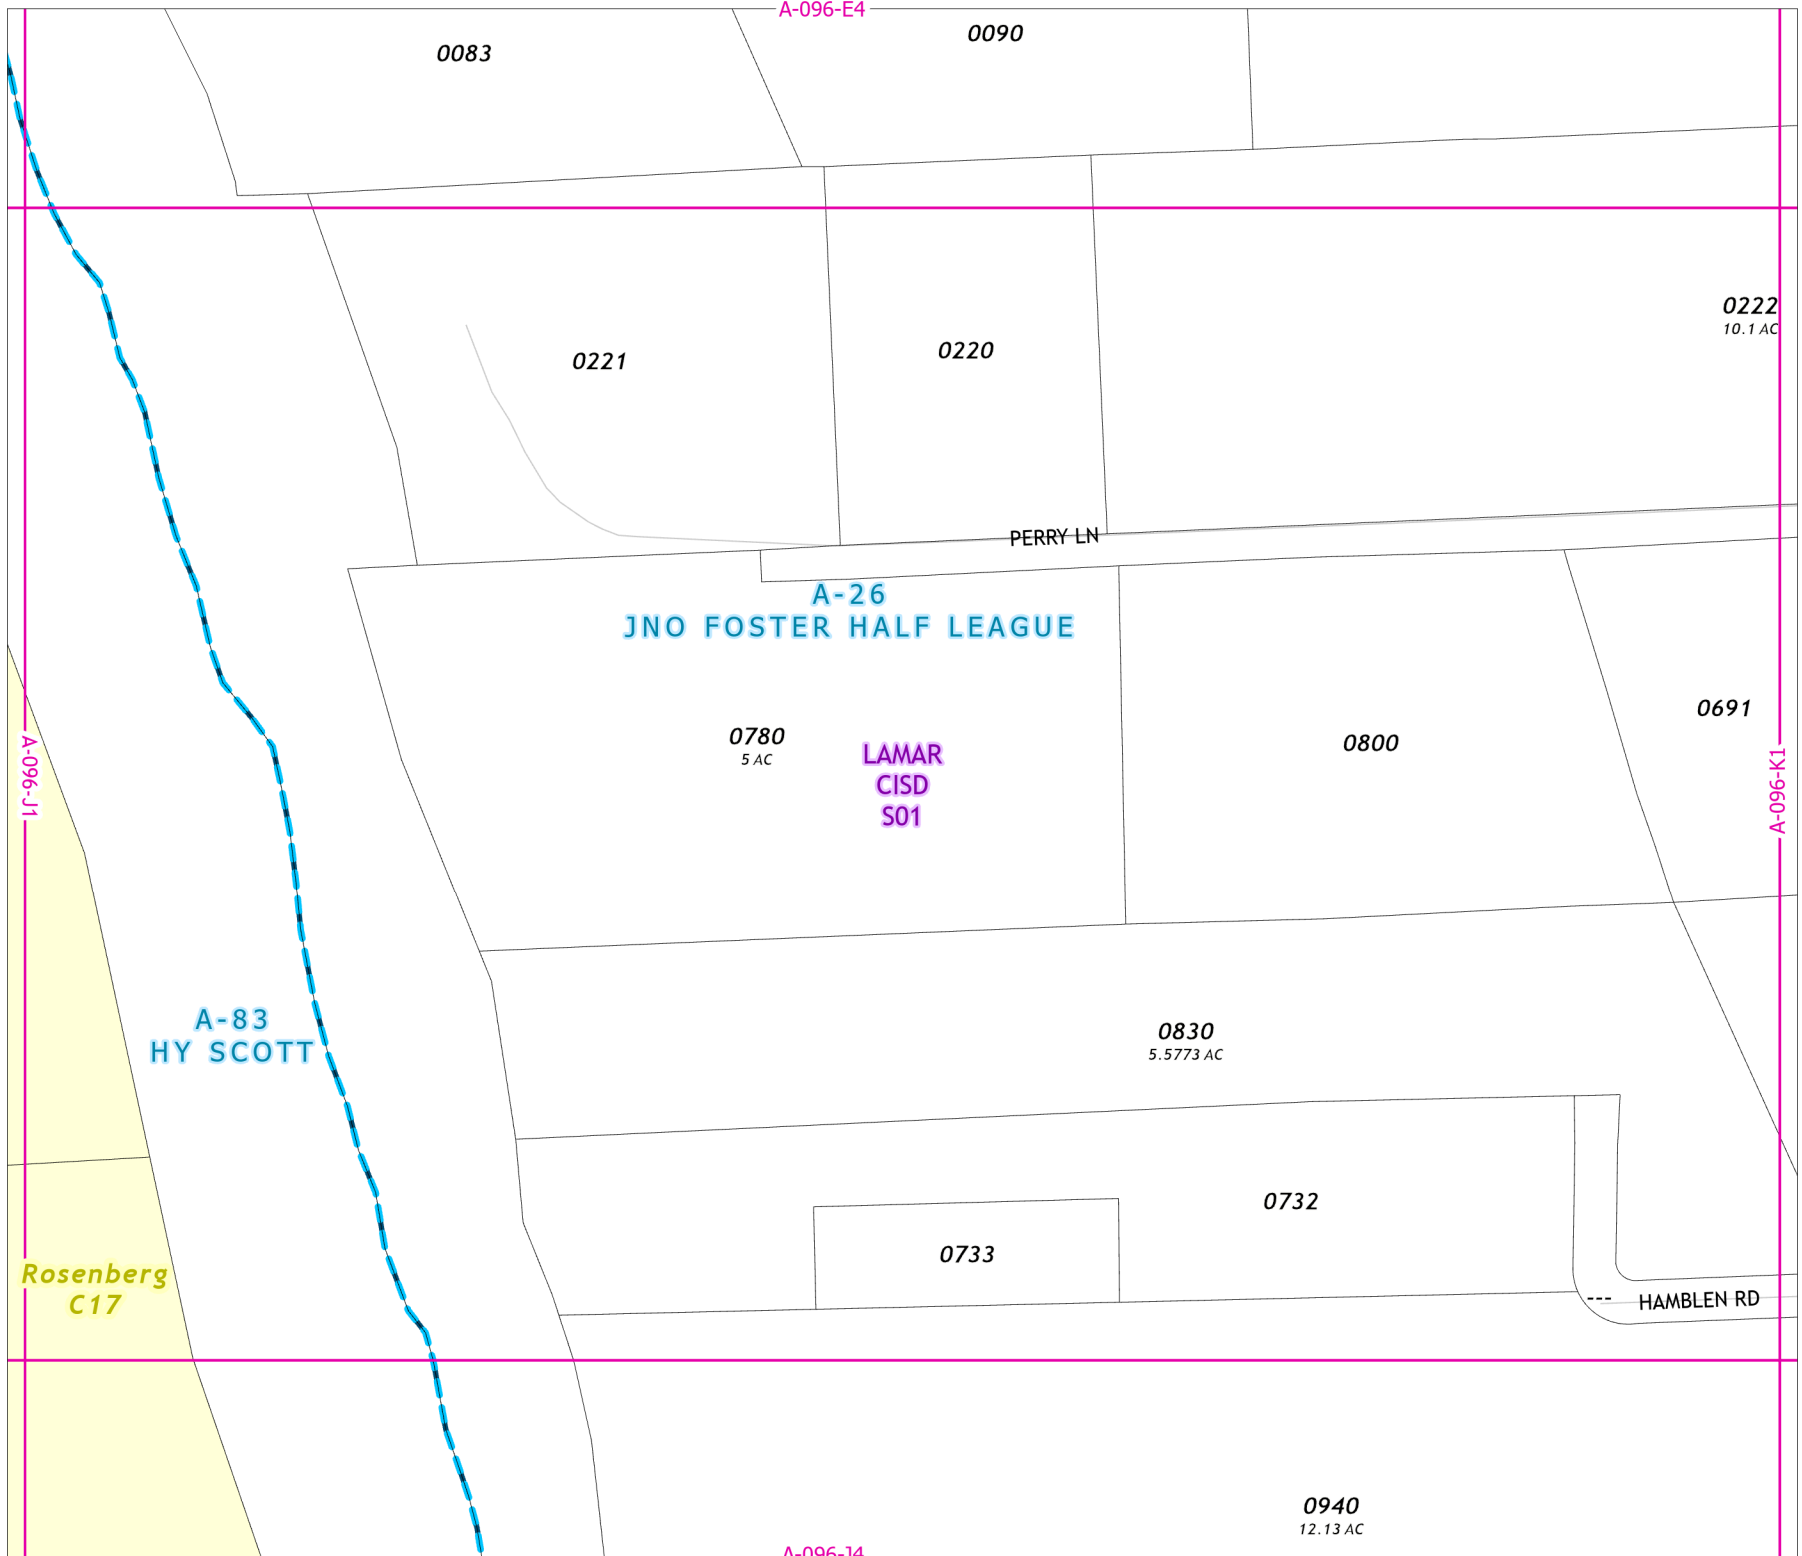 A-096-E4
0083
0090
0222
10.1 AC
0221
0220
PERRY LN
A-26
JNO FOSTER HALF LEAGUE
0780
5 AC
LAMAR
CISD
S01
0800
0691
A-096-J1
A-096-K1
A-83
HY SCOTT
0830
5.5773 AC
0732
0733
Rosenberg
C17
HAMBLEN RD
0940
12.13 AC
A-096-J4